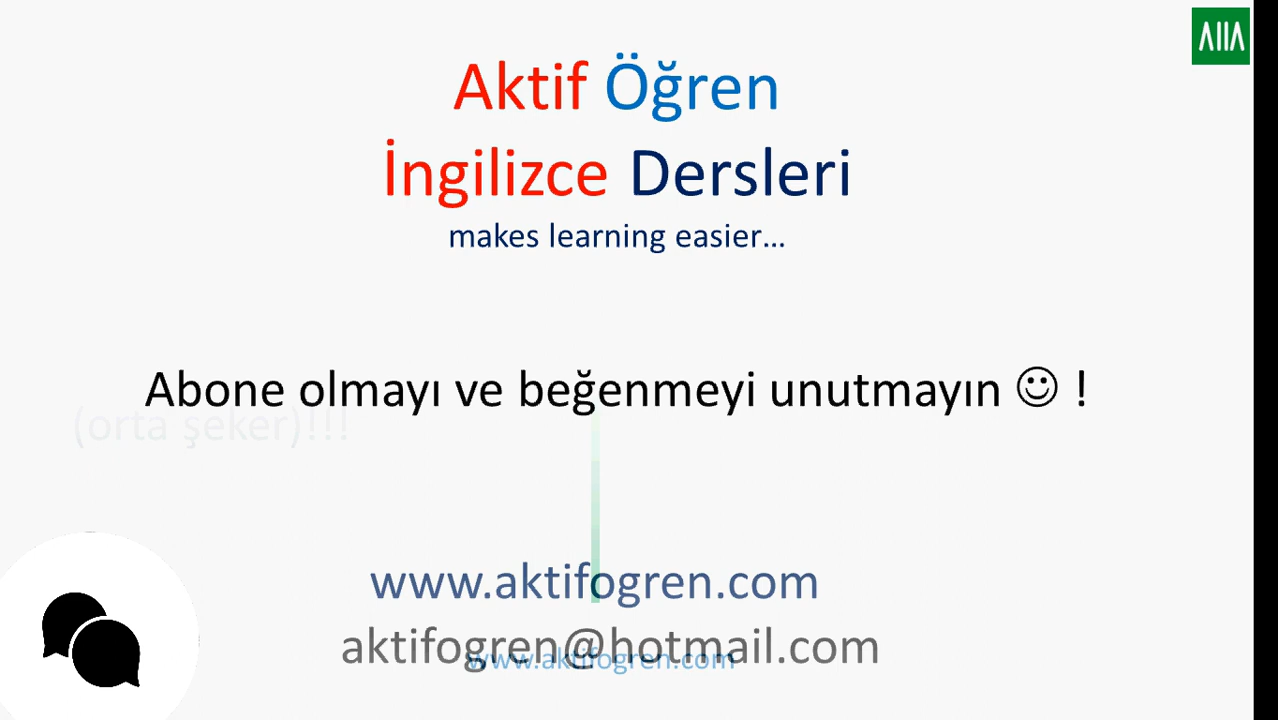 Aktif Öğren
İngilizce Dersleri
makes learning easier...
Abone olmayı ve beğenmeyi unutmayın ☺ !
(orta şeker)!!!
www.aktifogren.com
aktifogren@hotmail.com
www.aktifogren.com